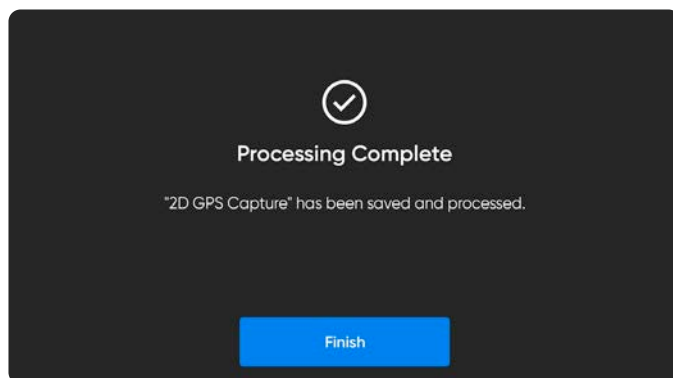 Processing Complete
"2D GPS Capture" has been saved and processed.
Finish